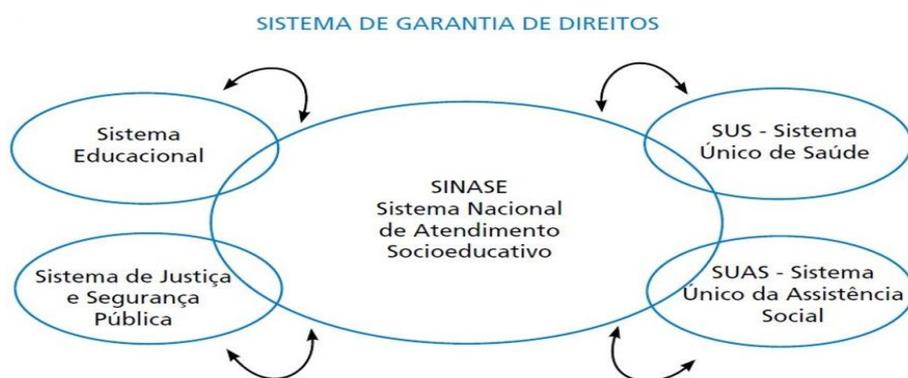 SISTEMA DE GARANTIA DE DIREITOS
Sistema
Educacional
SUS - Sistema
Único de Saúde
SINASE
Sistema Nacional
de Atendimento
Socioeducativo
Sistema de Justiça
e Segurança
Pública
SUAS - Sistema
Único da Assistência
Social